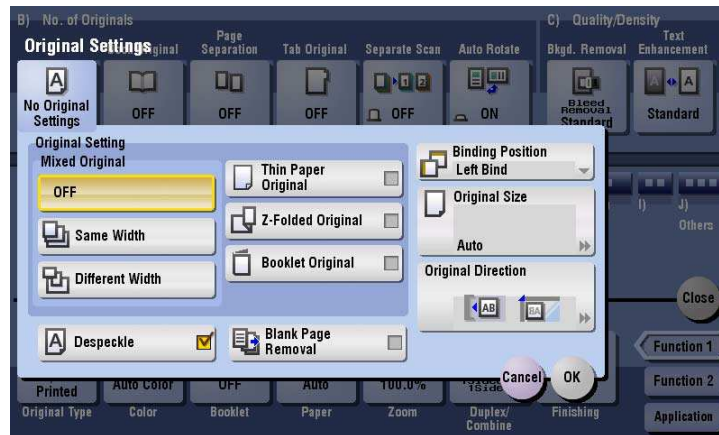 B) No. of Originals
C) Quality/Density
Original Settings
Original
Page
Separation
Tab Original
Separate Scan
Auto Rotate
Bkgd. Removal
Text
Enhancement
No Original
Settings
OFF
OFF
OFF
OFF
ON
Bleed
Removal
Standard
Standard
Original Setting
Mixed Original
OFF
Same Width
Different Width
Thin Paper
Original
Z-Folded Original
Booklet Original
Despeckle
Blank Page
Removal
Binding Position
Left Bind
Original Size
Auto
Original Direction
AB
Cancel
OK
I)
J)
Others
Close
Function 1
Function 2
Application
Printed
Auto Color
OFF
Auto
100.0%
Original Type
Color
Booklet
Paper
Zoom
Duplex/
Combine
Finishing